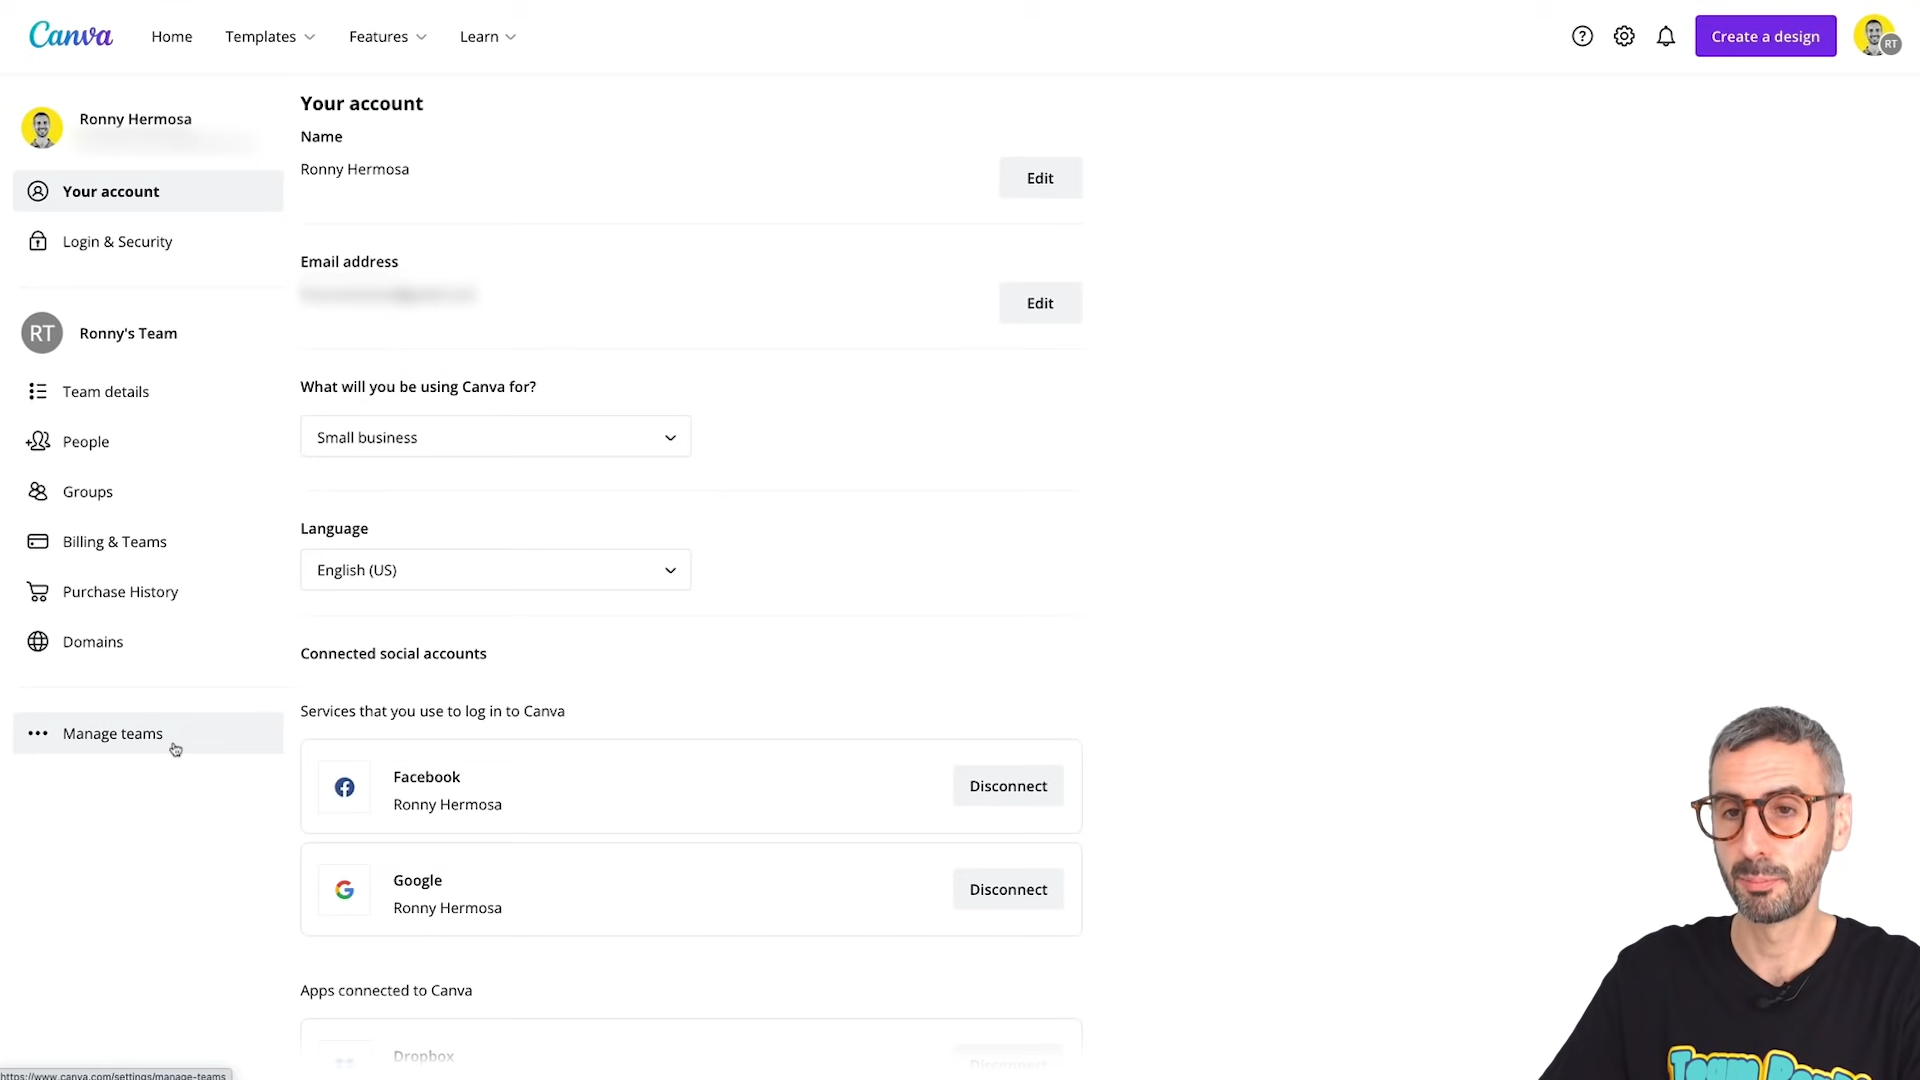 Canva
Home
Templates
Features
Learn
Create a design
RT
Ronny Hermosa
Your account
Login & Security
RT
Ronny's Team
Team details
People
Groups
Billing & Teams
Purchase History
Domains
Manage teams
Your account
Name
Ronny Hermosa
Edit
Email address
Edit
What will you be using Canva for?
Small business
Language
English (US)
Connected social accounts
Services that you use to log in to Canva
Facebook
Ronny Hermosa
Disconnect
Google
Ronny Hermosa
Disconnect
Apps connected to Canva
Dropbox
Disconnect
https://www.canva.com/settings/manage-teams
Team